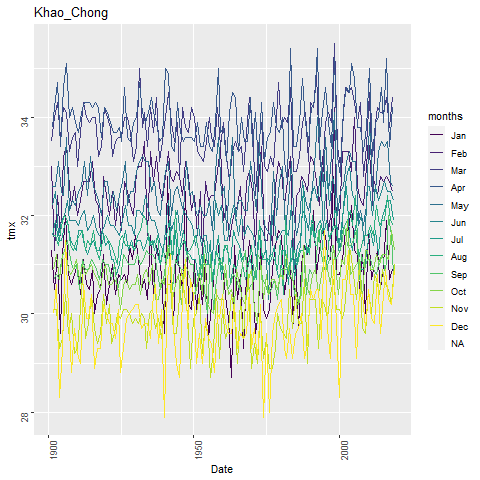 Khao_Chong
tmx
34
32
30
28
1900
1950
2000
Date
months
Jan
Feb
Mar
Apr
May
Jun
Jul
Aug
Sep
Oct
Nov
Dec
NA